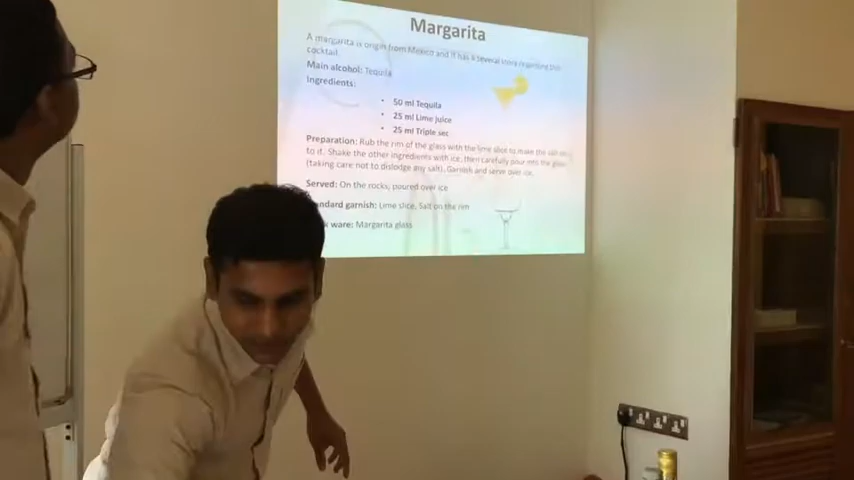 Margarita
A margarita is origin from Mexico and it has a several story regarding this
cocktail.
Main alcohol: Tequila
Ingredients:
• 50 ml Tequila
• 25 ml Lime juice
• 25 ml Triple sec
Preparation: Rub the rim of the glass with the lime slice to make the salt
to it. Shake the other ingredients with ice, then carefully pour into the glass
(taking care not to dislodge any salt). Garnish and serve over ice.
Served: On the rocks, poured over ice
ndard garnish: Lime slice, Salt on the rim
k ware: Margarita glass